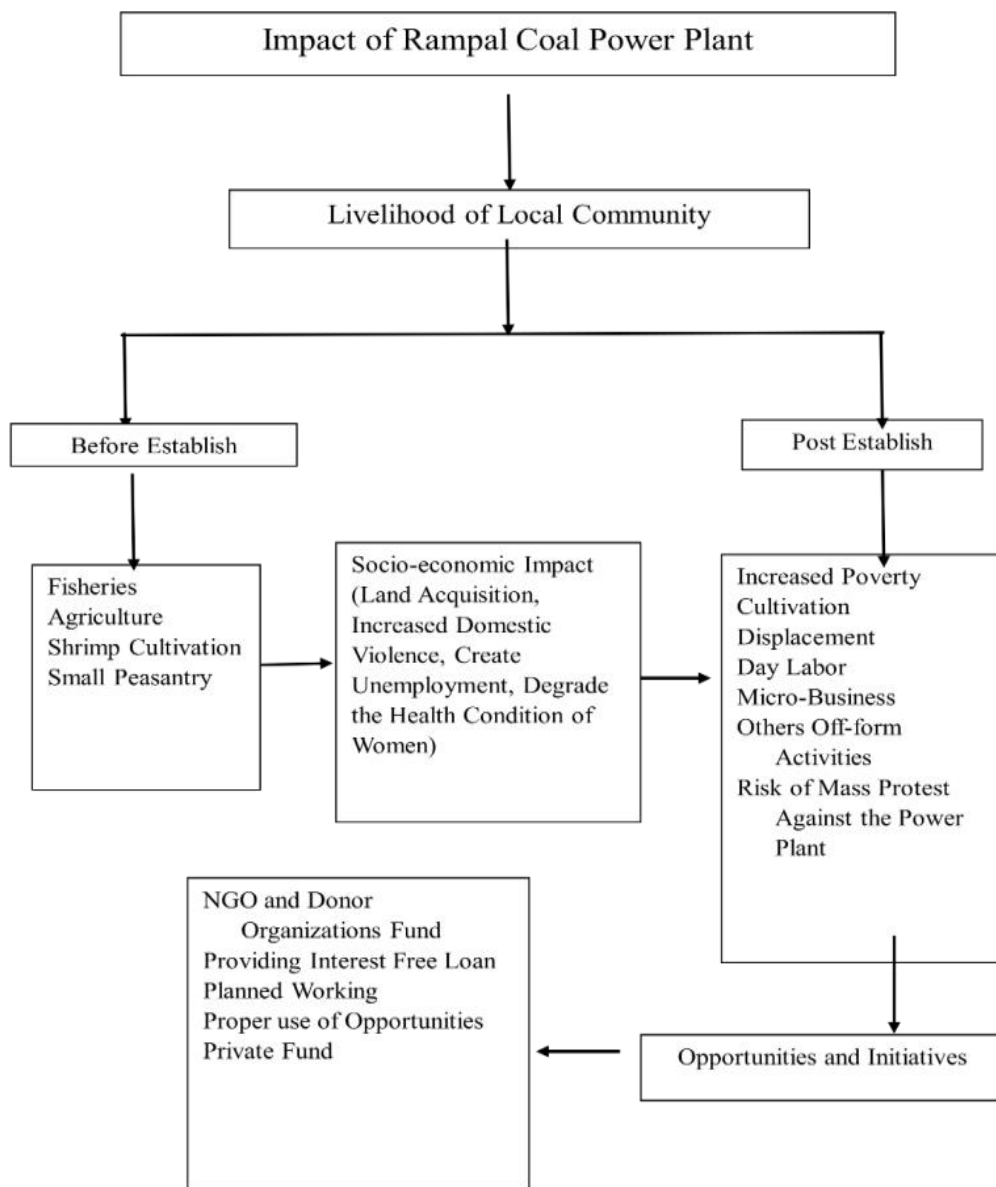 Impact of Rampal Coal Power Plant
Livelihood of Local Community
Before Establish
Post Establish
Fisheries
Agriculture
Shrimp Cultivation
Small Peasantry
Socio-economic Impact
(Land Acquisition,
Increased Domestic
Violence, Create
Unemployment, Degrade
the Health Condition of
Women)
Increased Poverty
Cultivation
Displacement
Day Labor
Micro-Business
Others Off-form
Activities
Risk of Mass Protest
Against the Power
Plant
NGO and Donor
Organizations Fund
Providing Interest Free Loan
Planned Working
Proper use of Opportunities
Private Fund
Opportunities and Initiatives